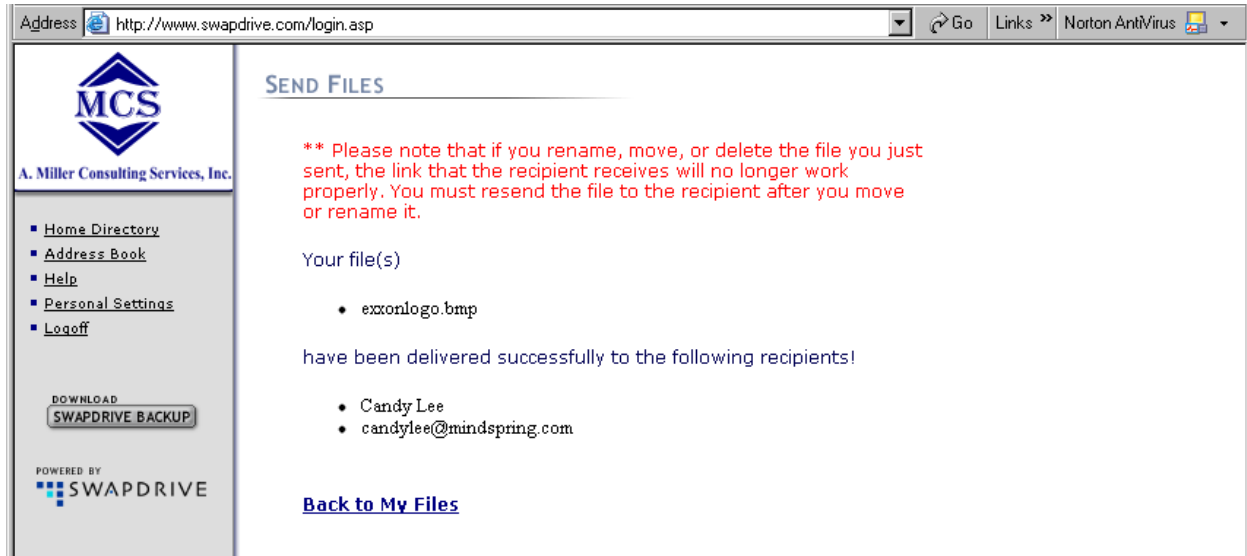 Address http://www.swapdrive.com/login.asp Go Links » Norton AntiVirus
MCS
A. Miller Consulting Services, Inc.
Home Directory
Address Book
Help
Personal Settings
Logoff
DOWNLOAD
SWAPDRIVE BACKUP
POWERED BY
SWAPDRIVE
SEND FILES
** Please note that if you rename, move, or delete the file you just
sent, the link that the recipient receives will no longer work
properly. You must resend the file to the recipient after you move
or rename it.
Your file(s)
• exxonlogo.bmp
have been delivered successfully to the following recipients!
• Candy Lee
• candylee@mindspring.com
Back to My Files